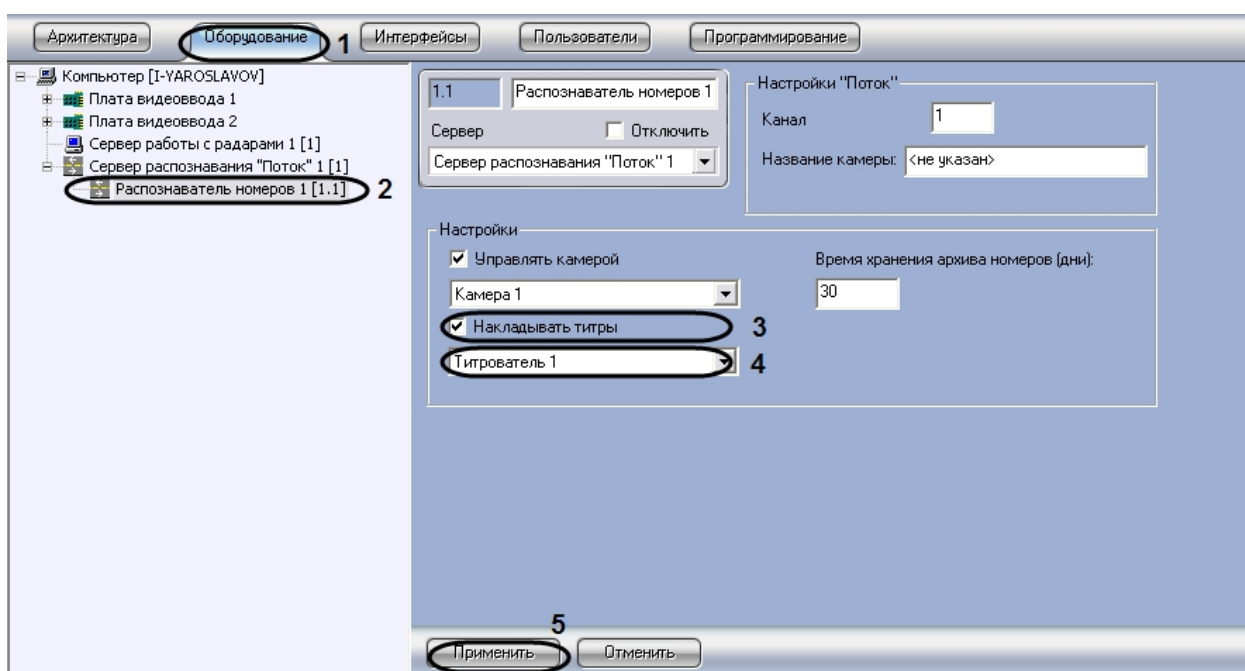 Архитектура Оборудование 1 Интерфейсы Пользователи Программирование
Компьютер [I-YAROSLAVOV]
Плата видеоввода 1
Плата видеоввода 2
Сервер работы с радарами 1 [1]
Сервер распознавания "Поток" 1 [1]
Распознаватель номеров 1 [1.1] 2
1.1 Распознаватель номеров 1
Сервер Отключить
Сервер распознавания "Поток" 1
Настройки "Поток"
Канал 1
Название камеры: <не указан>
Настройки
Управлять камерой
Камера 1
Накладывать титры 3
Титрователь 1 4
Время хранения архива номеров (дни):
30
5
Применить Отменить